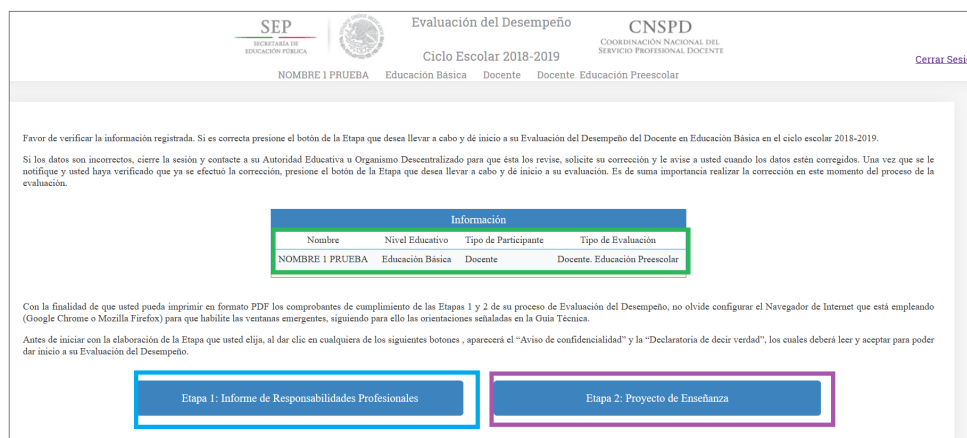 SEP
SECRETARÍA DE
EDUCACIÓN PÚBLICA
Evaluación del Desempeño
Ciclo Escolar 2018-2019
CNSPD
COORDINACIÓN NACIONAL DEL
SERVICIO PROFESIONAL DOCENTE
Cerrar Sesi
NOMBRE 1 PRUEBA Educación Básica Docente Docente. Educación Preescolar
Favor de verificar la información registrada. Si es correcta presione el botón de la Etapa que desea llevar a cabo y dé inicio a su Evaluación del Desempeño del Docente en Educación Básica en el ciclo escolar 2018-2019.
Si los datos son incorrectos, cierre la sesión y contacte a su Autoridad Educativa u Organismo Descentralizado para que ésta los revise, solicite su corrección y le avise a usted cuando los datos estén corregidos. Una vez que se le
notifique y usted haya verificado que ya se efectuó la corrección, presione el botón de la Etapa que desea llevar a cabo y dé inicio a su evaluación. Es de suma importancia realizar la corrección en este momento del proceso de la
evaluación.
Información
Nombre Nivel Educativo Tipo de Participante Tipo de Evaluación
NOMBRE 1 PRUEBA Educación Básica Docente Docente. Educación Preescolar
Con la finalidad de que usted pueda imprimir en formato PDF los comprobantes de cumplimiento de las Etapas 1 y 2 de su proceso de Evaluación del Desempeño, no olvide configurar el Navegador de Internet que está empleando
(Google Chrome o Mozilla Firefox) para que habilite las ventanas emergentes, siguiendo para ello las orientaciones señaladas en la Guía Técnica.
Antes de iniciar con la elaboración de la Etapa que usted elija, al dar clic en cualquiera de los siguientes botones , aparecerá el “Aviso de confidencialidad” y la “Declaratoria de decir verdad”, los cuales deberá leer y aceptar para poder
dar inicio a su Evaluación del Desempeño.
Etapa 1: Informe de Responsabilidades Profesionales
Etapa 2: Proyecto de Enseñanza